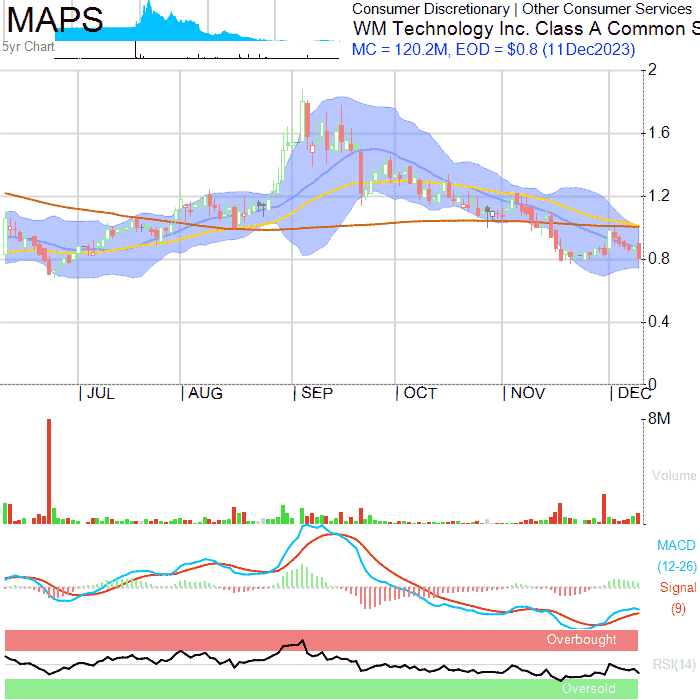 MAPS
5yr Chart
Consumer Discretionary | Other Consumer Services
WM Technology Inc. Class A Common S
MC = 120.2M, EOD = $0.8 (11Dec2023)
2
1.6
1.2
0.8
0.4
0
JUL
AUG
SEP
OCT
NOV
DEC
8M
Volume
MACD
(12-26)
Signal
(9)
Overbought
RSI(14)
Oversold